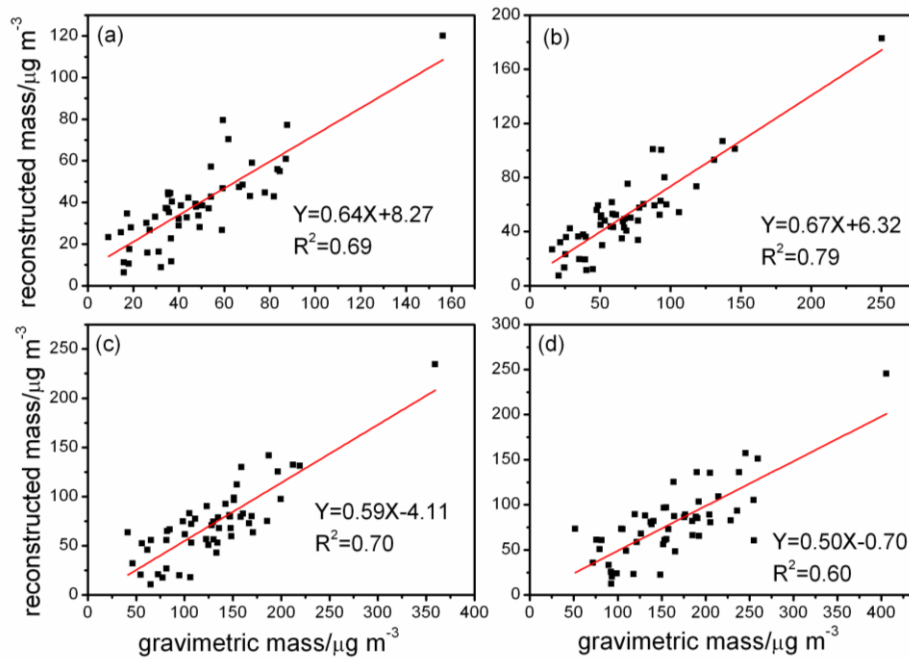 (a)
reconstructed mass/μg m⁻³
120
100
80
60
40
20
0
Y=0.64X+8.27
R²=0.69
0 20 40 60 80 100 120 140 160
(b)
180
120
60
0
Y=0.67X+6.32
R²=0.79
0 50 100 150 200 250
(c)
reconstructed mass/μg m⁻³
250
200
150
100
50
0
Y=0.59X-4.11
R²=0.70
0 50 100 150 200 250 300 350 400
gravimetric mass/μg m⁻³
(d)
300
250
200
150
100
50
0
Y=0.50X-0.70
R²=0.60
0 50 100 150 200 250 300 350 400
gravimetric mass/μg m⁻³